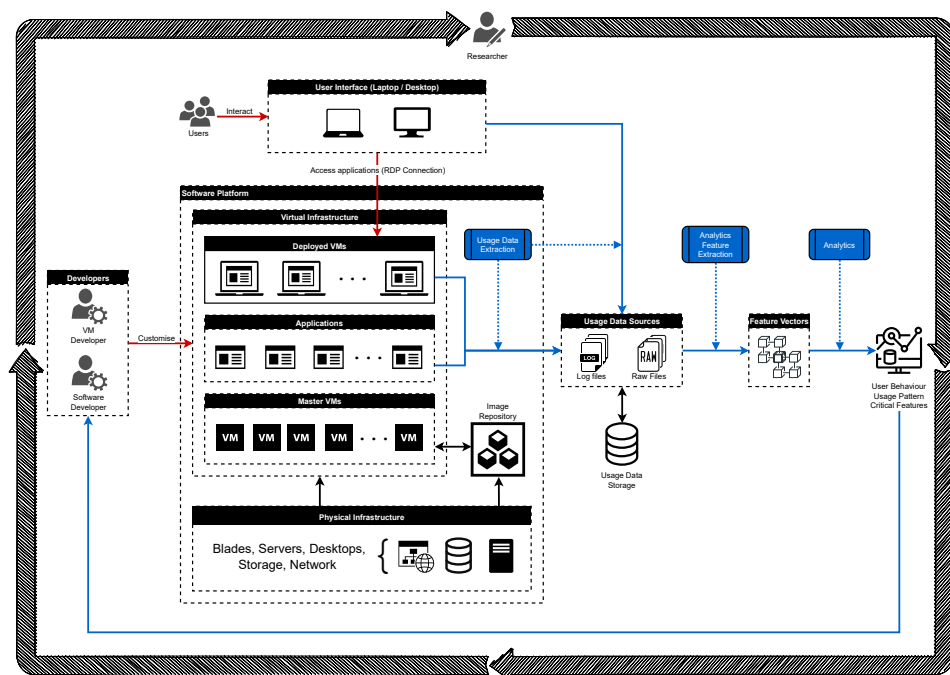 Researcher
User Interface (Laptop / Desktop)
Interact
Users
Access applications (RDP Connection)
Software Platform
Virtual Infrastructure
Deployed VMs
Usage Data
Extraction
Analytics
Feature
Extraction
Analytics
Developers
VM
Developer
Software
Developer
Customise
Applications
Usage Data Sources
LOG
Log files
RAW
Raw Files
Feature Vectors
User Behaviour
Usage Pattern
Critical Features
Master VMs
VM
VM
VM
VM
VM
Image
Repository
Usage Data
Storage
Physical Infrastructure
Blades, Servers, Desktops,
Storage, Network